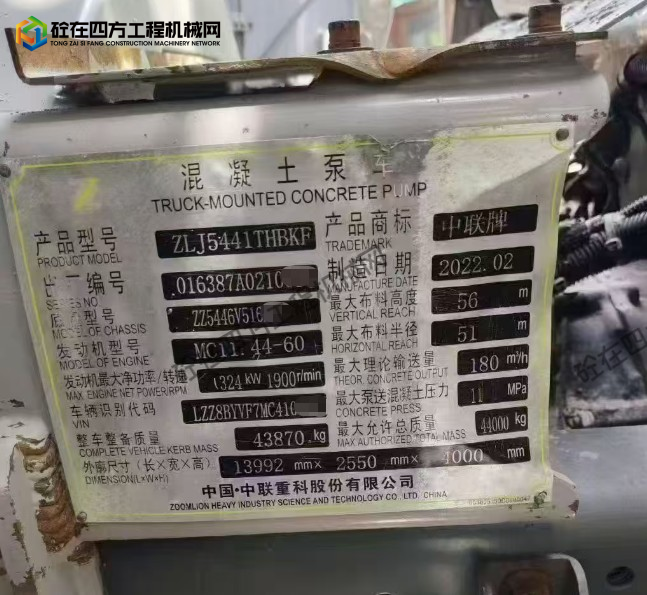 砼在四方工程机械网
TONG ZAI SI FANG CONSTRUCTION MACHINERY NETWORK
混凝土泵车
TRUCK-MOUNTED CONCRETE PUMP
产品型号 ZLJ5441THBKF 产品商标 中联牌
PRODUCT MODEL TRADEMARK
出厂编号 016387A0210 制造日期 2022.02
SERIES NO MANUFACTURE DATE
底盘型号 ZZ5446V516 最大布料高度 56 m
MODEL OF CHASSIS VERTICAL REACH
发动机型号 MC11.44-60 最大布料半径 51 m
MODEL OF ENGINE HORIZONTAL REACH
发动机最大净功率/转速 324 kW 1900r/min 最大理论输送量 180 m³/h
MAX. ENGINE NET POWER/RPM THEOR. CONCRETE OUTPUT
车辆识别代码 LZZ8BYVF7MC410 最大泵送混凝土压力 11 MPa
VIN CONCRETE PRESS
整车整备质量 43870 kg 最大允许总质量 44000 kg
COMPLETE VEHICLE KERB MASS MAX AUTHORIZED TOTAL MASS
外廓尺寸(长×宽×高) 13992 mm× 2550 mm× 4000 mm
DIMENSION(L×W×H)
中国·中联重科股份有限公司
ZOOMLION HEAVY INDUSTRY SCIENCE AND TECHNOLOGY CO.,LTD. CHINA